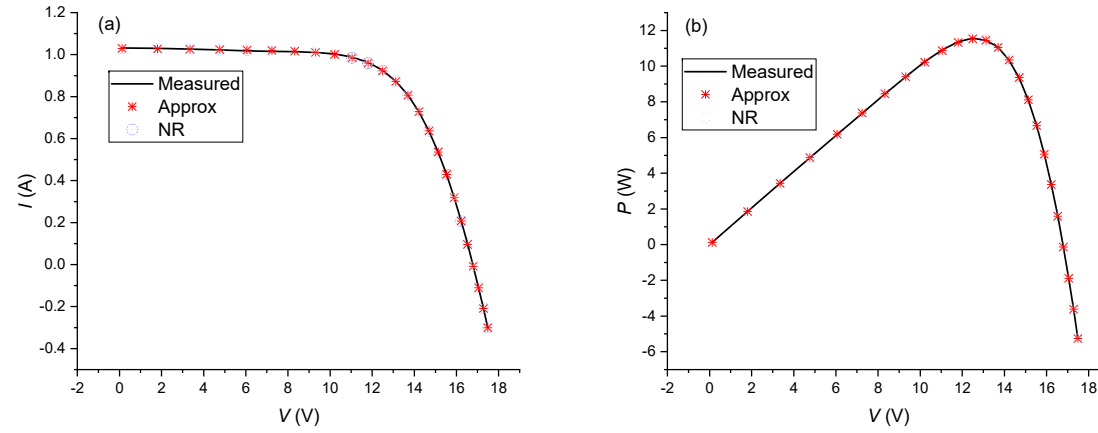 (a)
1.2
1.0
0.8
0.6
0.4
0.2
0.0
-0.2
-0.4
I (A)
Measured
Approx
NR
-2 0 2 4 6 8 10 12 14 16 18
V (V)
(b)
12
10
8
6
4
2
0
-2
-4
-6
P (W)
Measured
Approx
NR
-2 0 2 4 6 8 10 12 14 16 18
V (V)